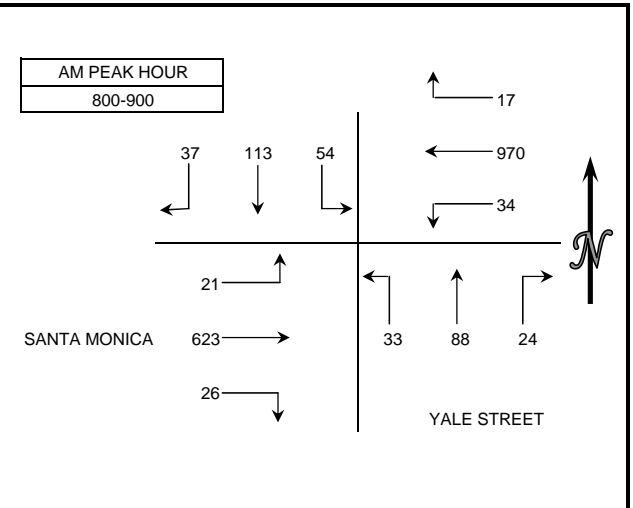 AM PEAK HOUR
800-900
17
37 113 54
970
34
21
N
SANTA MONICA 623
33 88 24
26
YALE STREET